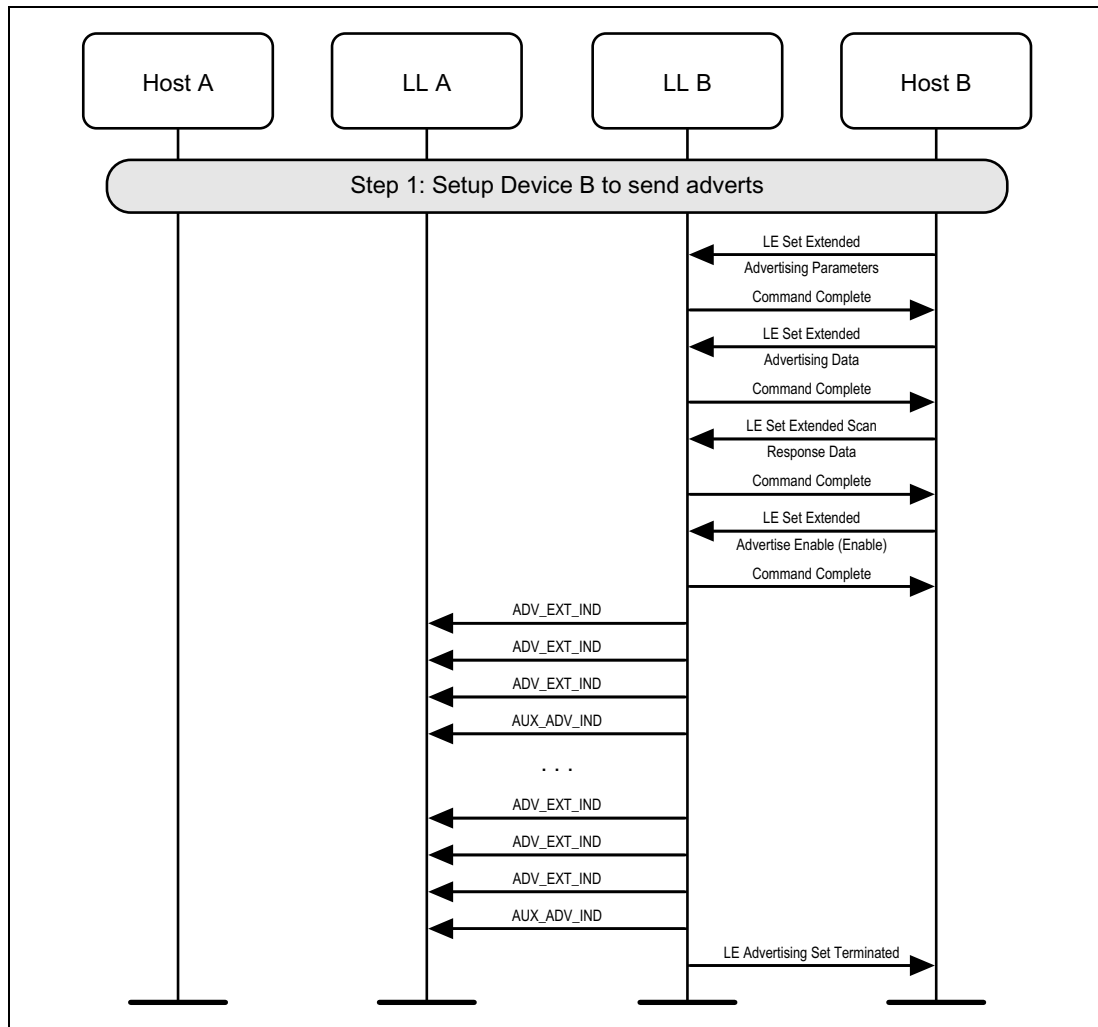 Host A
LL A
LL B
Host B
Step 1: Setup Device B to send adverts
LE Set Extended
Advertising Parameters
Command Complete
LE Set Extended
Advertising Data
Command Complete
LE Set Extended Scan
Response Data
Command Complete
LE Set Extended
Advertise Enable (Enable)
Command Complete
ADV_EXT_IND
ADV_EXT_IND
ADV_EXT_IND
AUX_ADV_IND
. . .
ADV_EXT_IND
ADV_EXT_IND
ADV_EXT_IND
AUX_ADV_IND
LE Advertising Set Terminated